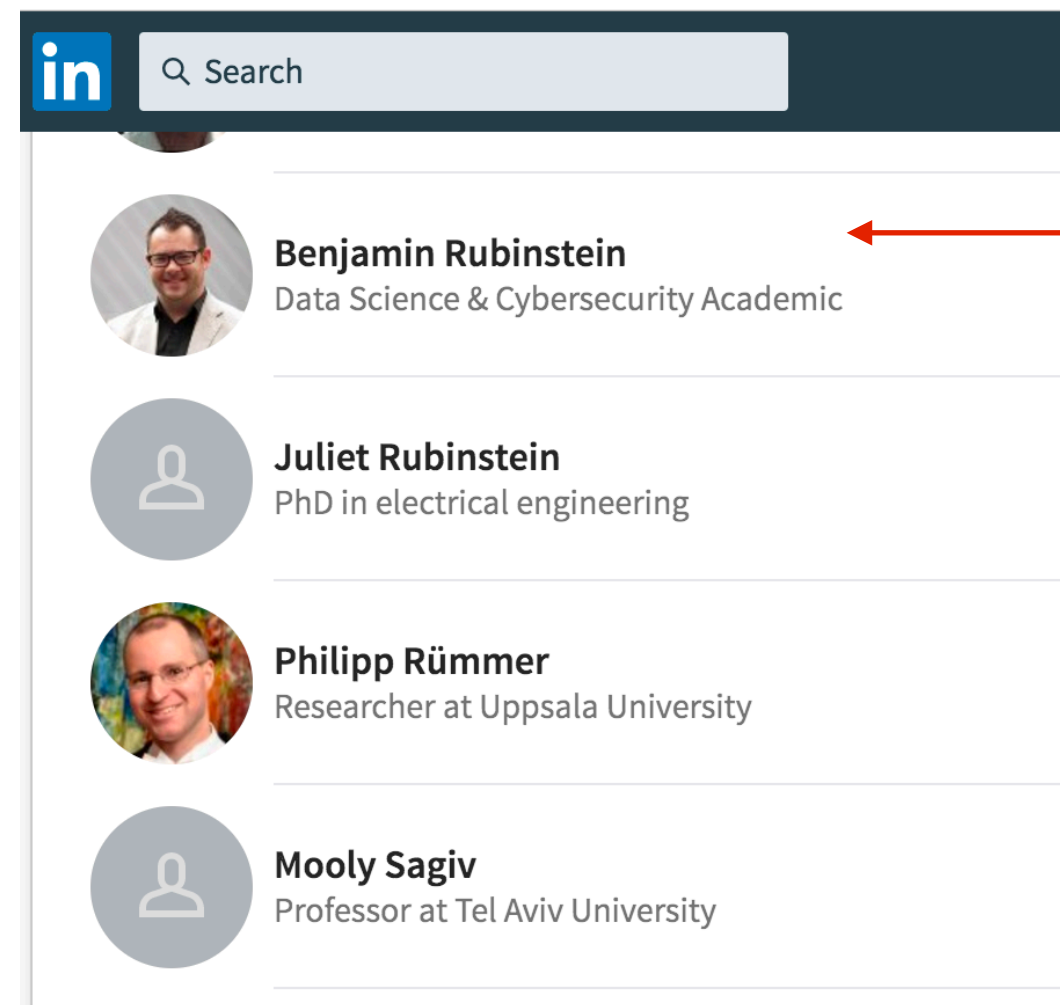 in Search
Benjamin Rubinstein
Data Science & Cybersecurity Academic
Juliet Rubinstein
PhD in electrical engineering
Philipp Rümmer
Researcher at Uppsala University
Mooly Sagiv
Professor at Tel Aviv University